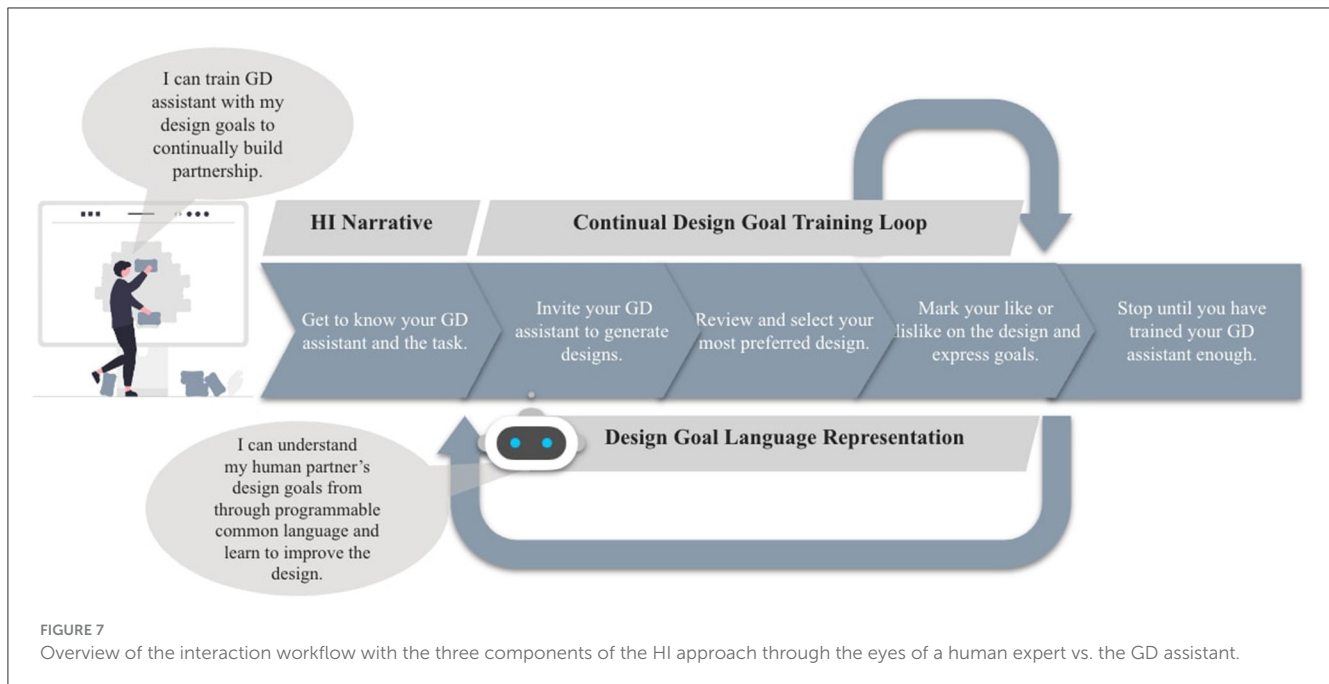 I can train GD
assistant with my
design goals to
continually build
partnership.
HI Narrative
Continual Design Goal Training Loop
Get to know your GD
assistant and the task.
Invite your GD
assistant to generate
designs.
Review and select your
most preferred design.
Mark your like or
islike on the design and
express goals.
Stop until you have
trained your GD
assistant enough.
Design Goal Language Representation
I can understand
my human partner’s
design goals from
through programmable
common language and
learn to improve the
design.
FIGURE 7
Overview of the interaction workflow with the three components of the HI approach through the eyes of a human expert vs. the GD assistant.